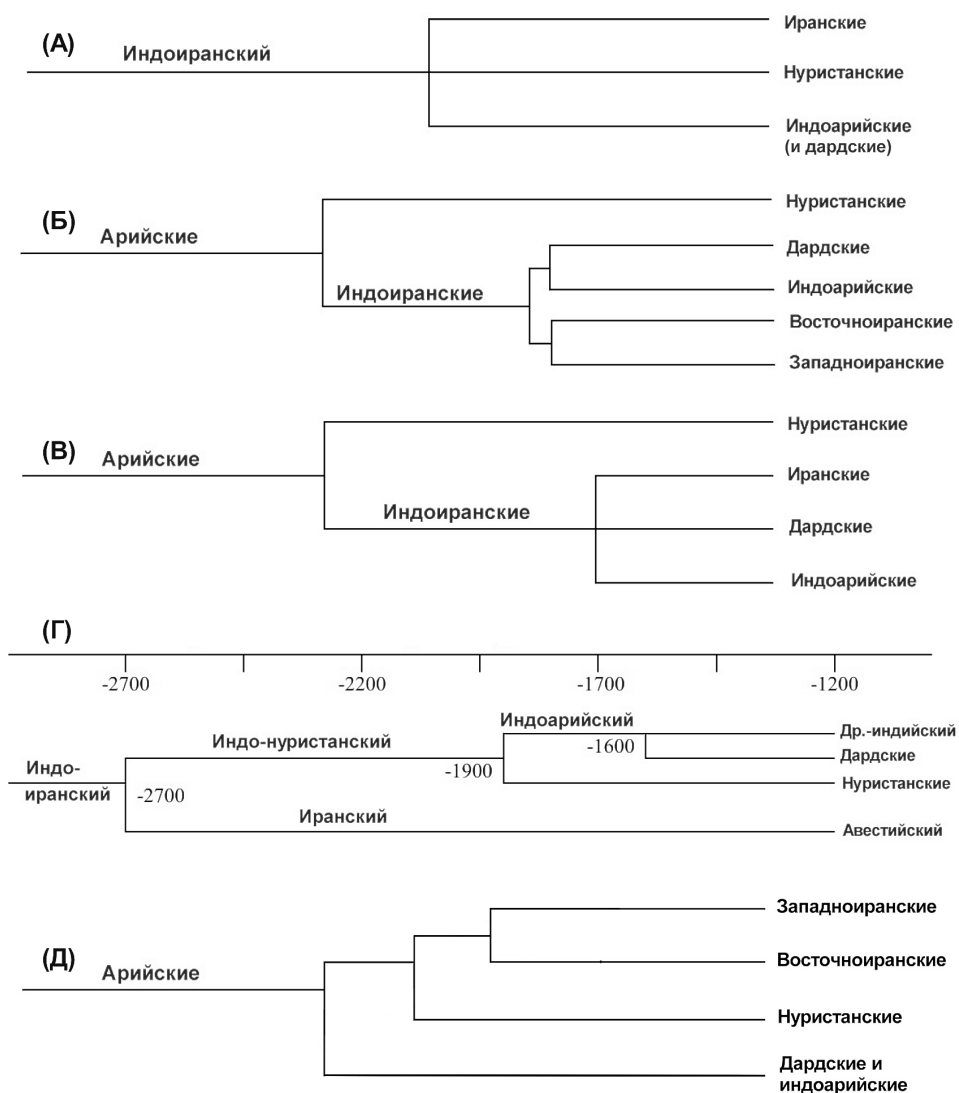 (А)
Индоиранский
Иранские
Нуристанские
Индоарийские
(и дардские)
(Б)
Арийские
Индоиранские
Нуристанские
Дардские
Индоарийские
Восточноиранские
Западноиранские
(В)
Арийские
Индоиранские
Нуристанские
Иранские
Дардские
Индоарийские
(Г)
-2700 -2200 -1700 -1200
Индо-
иранский
-2700
Индо-нуристанский
-1900
Индоарийский
-1600
Иранский
Др.-индийский
Дардские
Нуристанские
Авестийский
(Д)
Арийские
Западноиранские
Восточноиранские
Нуристанские
Дардские и
индоарийские